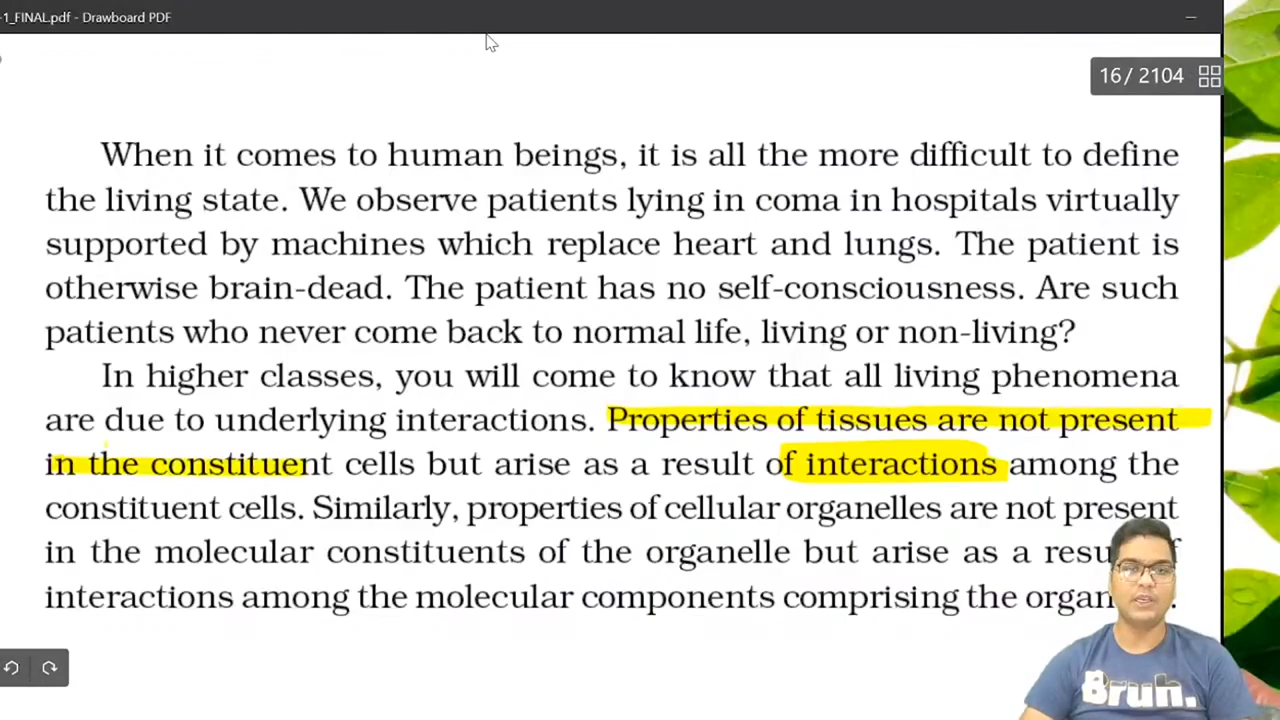 -1_FINAL.pdf - Drawboard PDF
16 / 2104
When it comes to human beings, it is all the more difficult to define
the living state. We observe patients lying in coma in hospitals virtually
supported by machines which replace heart and lungs. The patient is
otherwise brain-dead. The patient has no self-consciousness. Are such
patients who never come back to normal life, living or non-living?
In higher classes, you will come to know that all living phenomena
are due to underlying interactions. Properties of tissues are not present
in the constituent cells but arise as a result of interactions among the
constituent cells. Similarly, properties of cellular organelles are not present
in the molecular constituents of the organelle but arise as a
interactions among the molecular components comprising the
Bruh.